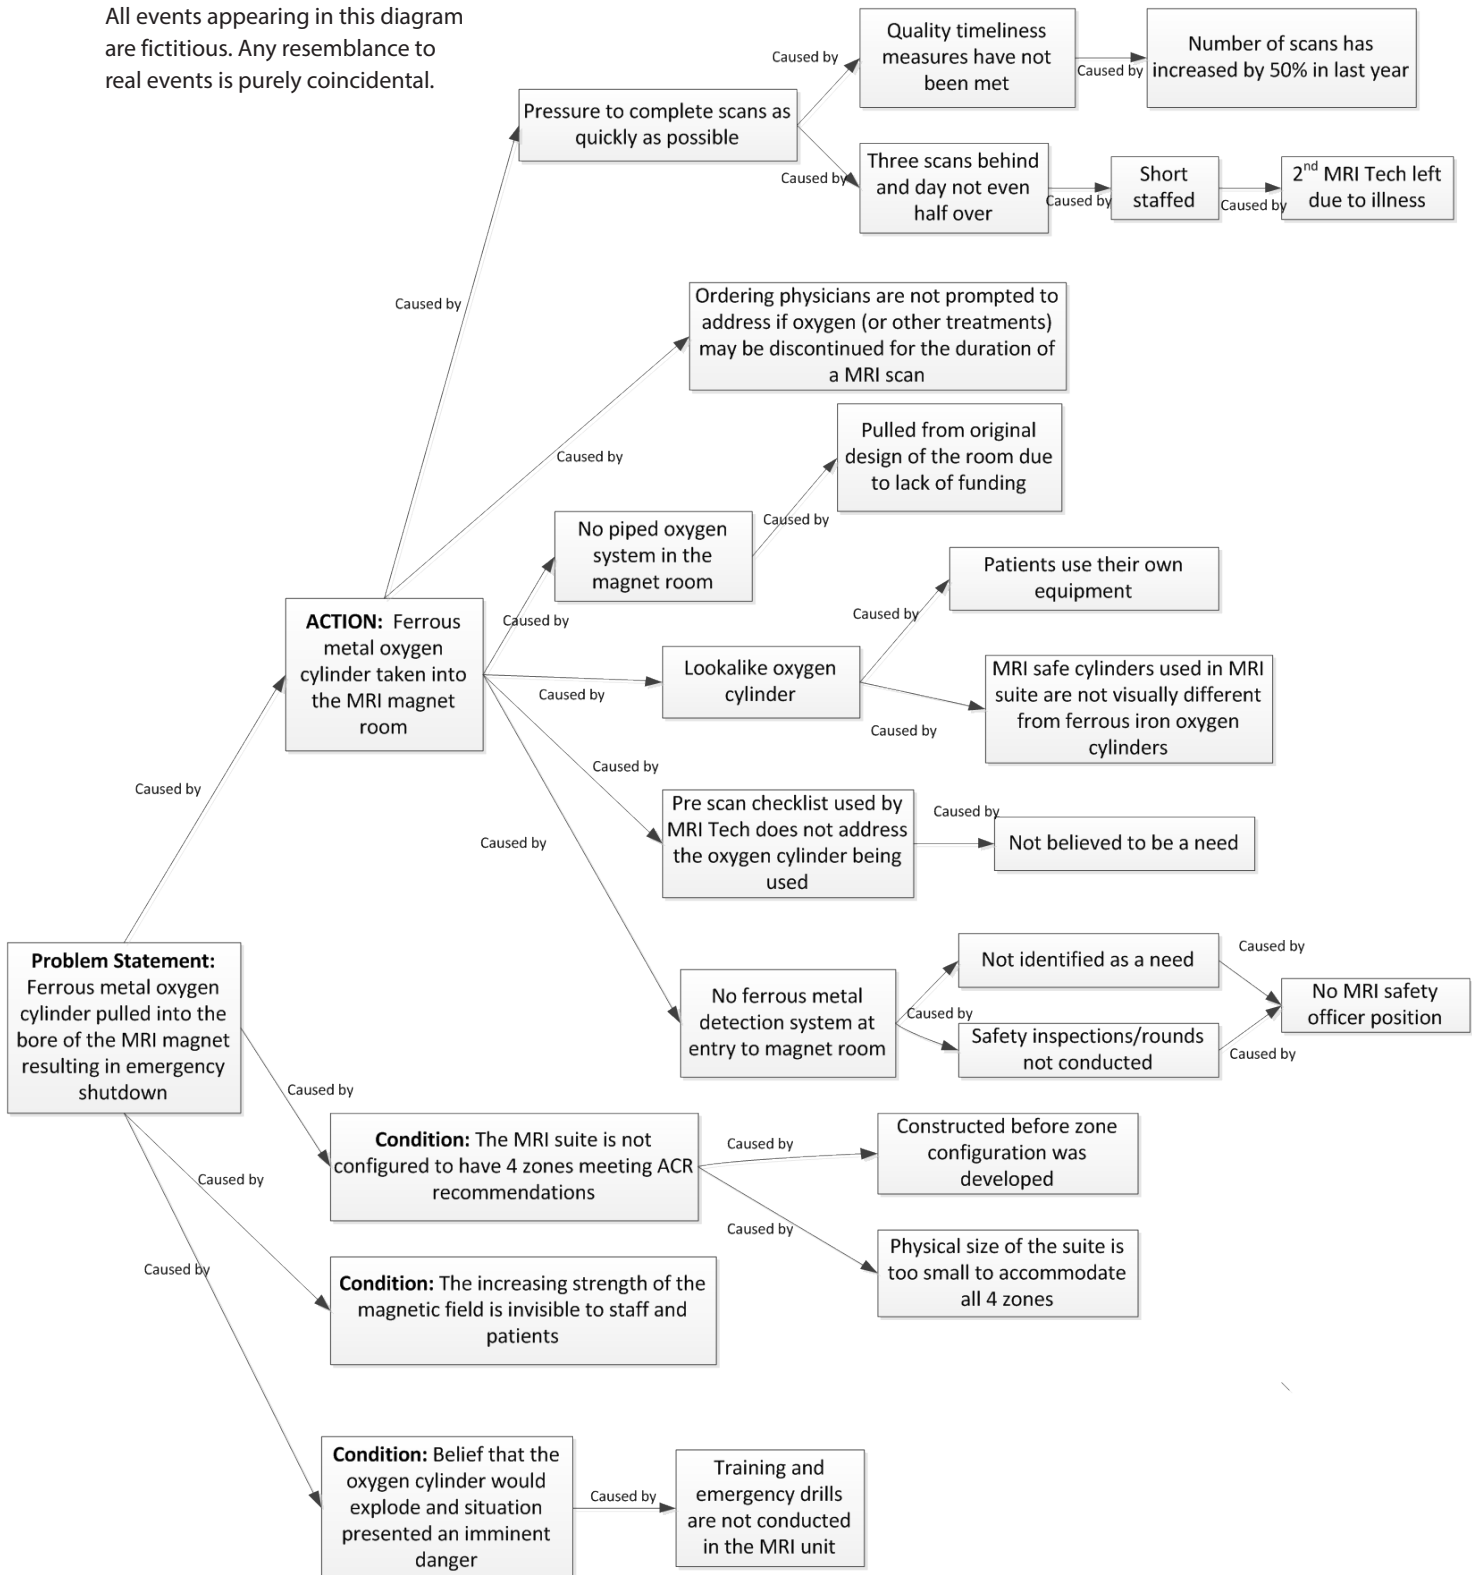 All events appearing in this diagram
are fictitious. Any resemblance to
real events is purely coincidental.
Quality timeliness
measures have not
been met
Caused by
Caused by
Number of scans has
increased by 50% in last year
Pressure to complete scans as
quickly as possible
Caused by
Three scans behind
and day not even
half over
Caused by
Short
staffed
Caused by
2nd MRI Tech left
due to illness
Caused by
Ordering physicians are not prompted to
address if oxygen (or other treatments)
may be discontinued for the duration of
a MRI scan
Caused by
Pulled from original
design of the room due
to lack of funding
Caused by
No piped oxygen
system in the
magnet room
Caused by
Patients use their own
equipment
Caused by
ACTION: Ferrous
metal oxygen
cylinder taken into
the MRI magnet
room
Caused by
Lookalike oxygen
cylinder
MRI safe cylinders used in MRI
suite are not visually different
from ferrous iron oxygen
cylinders
Caused by
Caused by
Caused by
Pre scan checklist used by
MRI Tech does not address
the oxygen cylinder being
used
Caused by
Not believed to be a need
Caused by
Problem Statement:
Ferrous metal oxygen
cylinder pulled into the
bore of the MRI magnet
resulting in emergency
shutdown
No ferrous metal
detection system at
entry to magnet room
Not identified as a need
Caused by
Caused by
Safety inspections/rounds
not conducted
Caused by
No MRI safety
officer position
Caused by
Condition: The MRI suite is not
configured to have 4 zones meeting ACR
recommendations
Caused by
Constructed before zone
configuration was
developed
Caused by
Physical size of the suite is
too small to accommodate
all 4 zones
Caused by
Condition: The increasing strength of the
magnetic field is invisible to staff and
patients
Caused by
Condition: Belief that the
oxygen cylinder would
explode and situation
presented an imminent
danger
Caused by
Training and
emergency drills
are not conducted
in the MRI unit